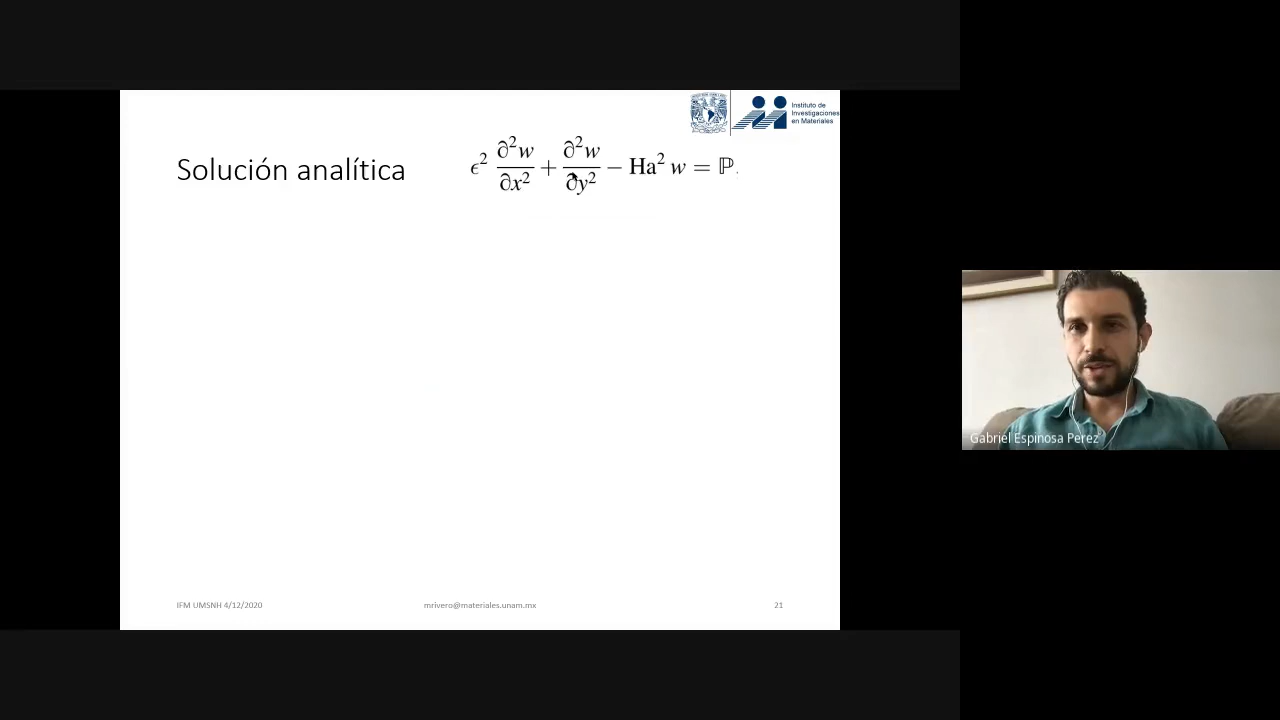 Instituto de
Investigaciones
en Materiales
Solución analítica
ϵ² ∂²w/∂x² + ∂²w/∂y² − Ha² w = ℙ.
Gabriel Espinosa Perez
IFM UMSNH 4/12/2020
mrivero@materiales.unam.mx
21